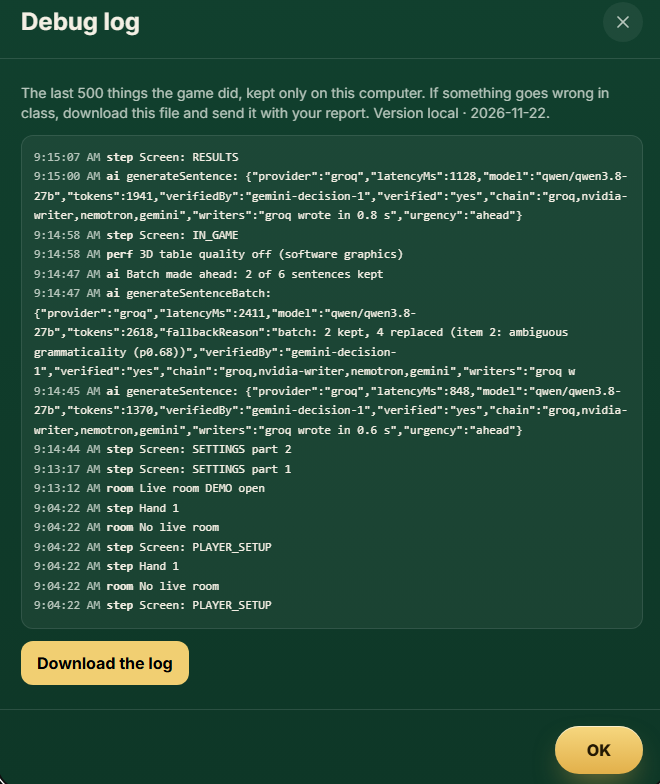 Debug log
The last 500 things the game did, kept only on this computer. If something goes wrong in
class, download this file and send it with your report. Version local · 2026-11-22.
9:15:07 AM step Screen: RESULTS
9:15:00 AM ai generateSentence: {"provider":"groq","latencyMs":1128,"model":"qwen/qwen3.8-
27b","tokens":1941,"verifiedBy":"gemini-decision-1","verified":"yes","chain":"groq,nvidia-
writer,nemotron,gemini","writers":"groq wrote in 0.8 s","urgency":"ahead"}
9:14:58 AM step Screen: IN_GAME
9:14:58 AM perf 3D table quality off (software graphics)
9:14:47 AM ai Batch made ahead: 2 of 6 sentences kept
9:14:47 AM ai generateSentenceBatch:
{"provider":"groq","latencyMs":2411,"model":"qwen/qwen3.8-
27b","tokens":2618,"fallbackReason":"batch: 2 kept, 4 replaced (item 2: ambiguous
grammaticality (p0.68))","verifiedBy":"gemini-decision-
1","verified":"yes","chain":"groq,nvidia-writer,nemotron,gemini","writers":"groq w
9:14:45 AM ai generateSentence: {"provider":"groq","latencyMs":848,"model":"qwen/qwen3.8-
27b","tokens":1370,"verifiedBy":"gemini-decision-1","verified":"yes","chain":"groq,nvidia-
writer,nemotron,gemini","writers":"groq wrote in 0.6 s","urgency":"ahead"}
9:14:44 AM step Screen: SETTINGS part 2
9:13:17 AM step Screen: SETTINGS part 1
9:13:12 AM room Live room DEMO open
9:04:22 AM step Hand 1
9:04:22 AM room No live room
9:04:22 AM step Screen: PLAYER_SETUP
9:04:22 AM step Hand 1
9:04:22 AM room No live room
9:04:22 AM step Screen: PLAYER_SETUP
Download the log
OK